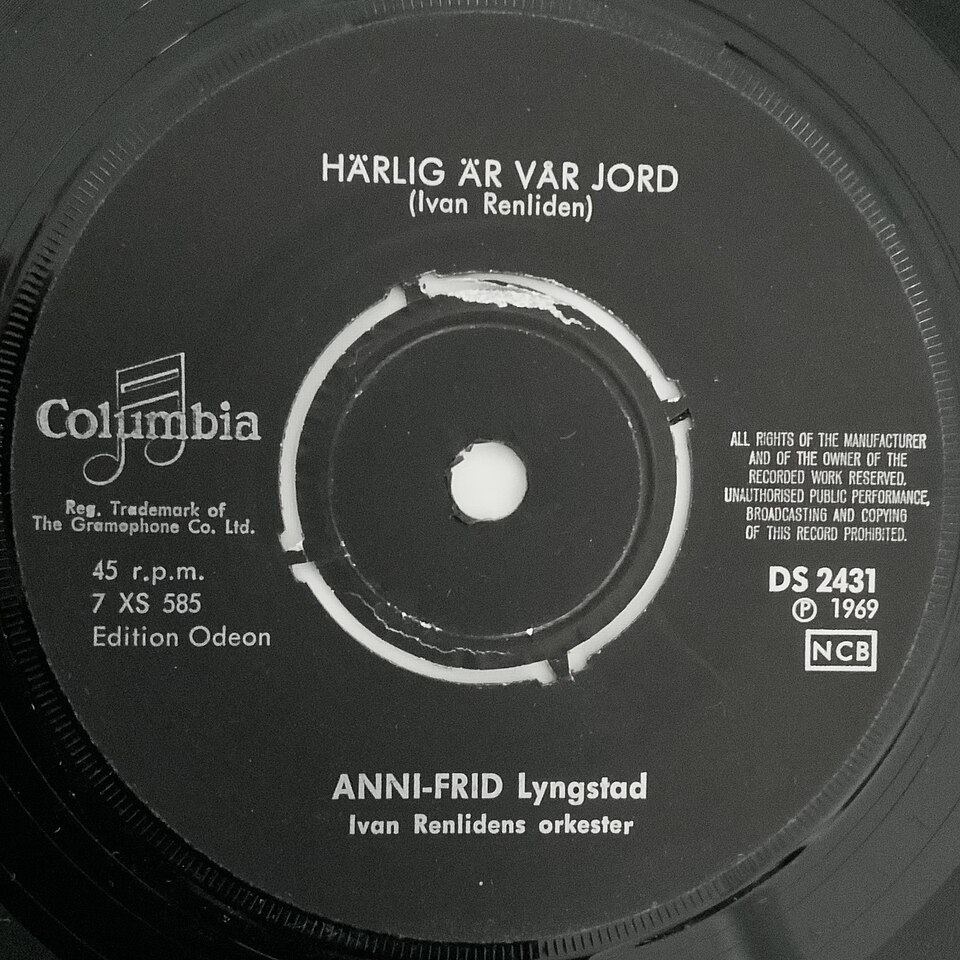 HÄRLIG ÄR VÅR JORD
(Ivan Renliden)
Columbia
Reg. Trademark of
The Gramophone Co. Ltd.
45 r.p.m.
7 XS 585
Edition Odeon
ALL RIGHTS OF THE MANUFACTURER
AND OF THE OWNER OF THE
RECORDED WORK RESERVED.
UNAUTHORISED PUBLIC PERFORMANCE,
BROADCASTING AND COPYING
OF THIS RECORD PROHIBITED.
DS 2431
℗ 1969
NCB
ANNI-FRID Lyngstad
Ivan Renlidens orkester